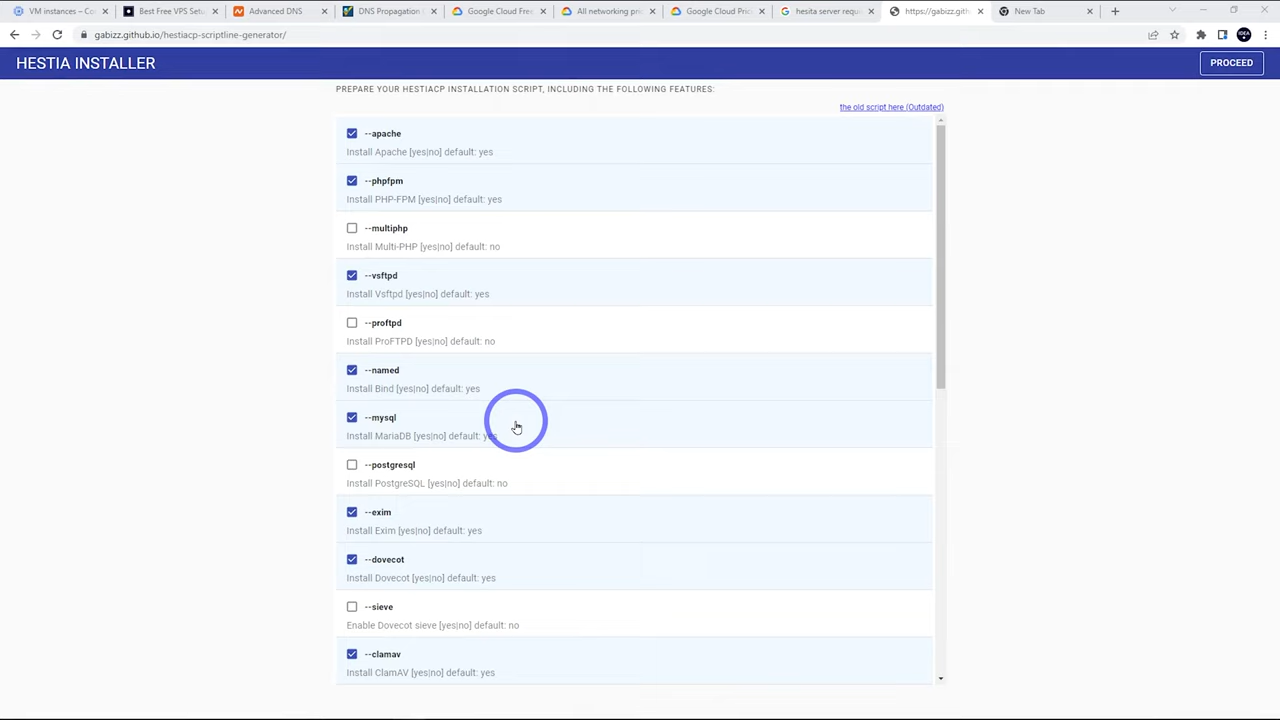 VM instances – Co
Best Free VPS Setu
Advanced DNS
DNS Propagation C
Google Cloud Free
All networking pri
Google Cloud Pric
hesita server requ
https://gabizz.gith
New Tab
gabizz.github.io/hestiacp-scriptline-generator/
HESTIA INSTALLER
PROCEED
PREPARE YOUR HESTIACP INSTALLATION SCRIPT, INCLUDING THE FOLLOWING FEATURES:
the old script here (Outdated)
--apache
Install Apache [yes|no] default: yes
--phpfpm
Install PHP-FPM [yes|no] default: yes
--multiphp
Install Multi-PHP [yes|no] default: no
--vsftpd
Install Vsftpd [yes|no] default: yes
--proftpd
Install ProFTPD [yes|no] default: no
--named
Install Bind [yes|no] default: yes
--mysql
Install MariaDB [yes|no] default: yes
--postgresql
Install PostgreSQL [yes|no] default: no
--exim
Install Exim [yes|no] default: yes
--dovecot
Install Dovecot [yes|no] default: yes
--sieve
Enable Dovecot sieve [yes|no] default: no
--clamav
Install ClamAV [yes|no] default: yes